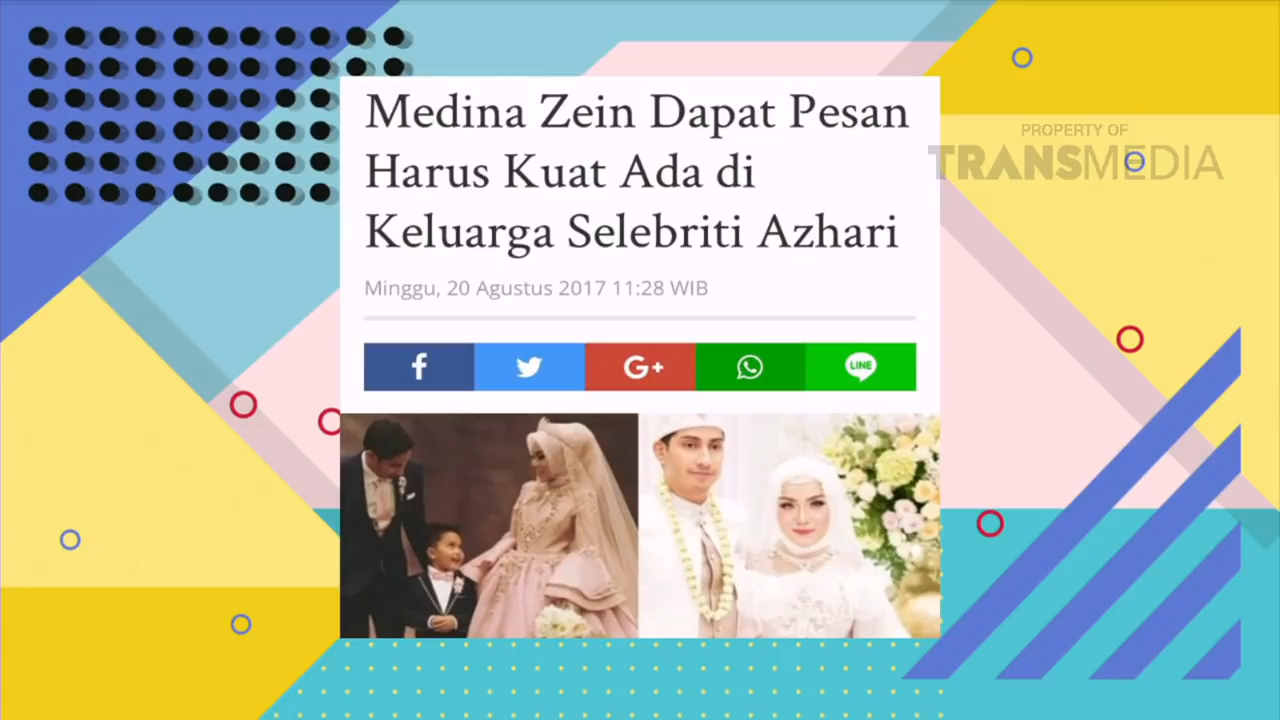 Medina Zein Dapat Pesan
Harus Kuat Ada di
Keluarga Selebriti Azhari
PROPERTY OF
TRANSMEDIA
Minggu, 20 Agustus 2017 11:28 WIB
f
G+
LINE